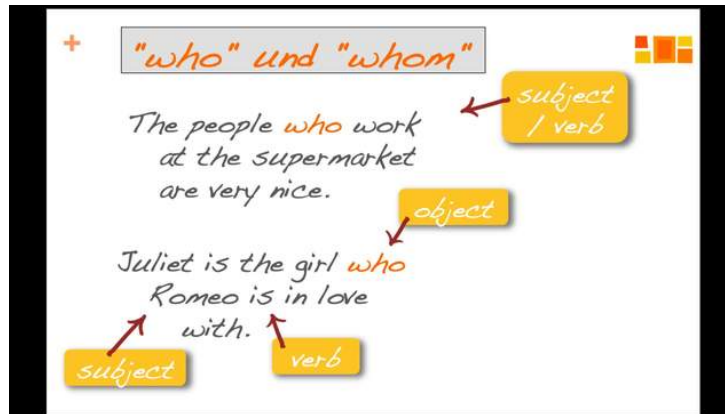 +
"who" und "whom"
subject
/ verb
The people who work
at the supermarket
are very nice.
object
Juliet is the girl who
Romeo is in love
with.
subject
verb